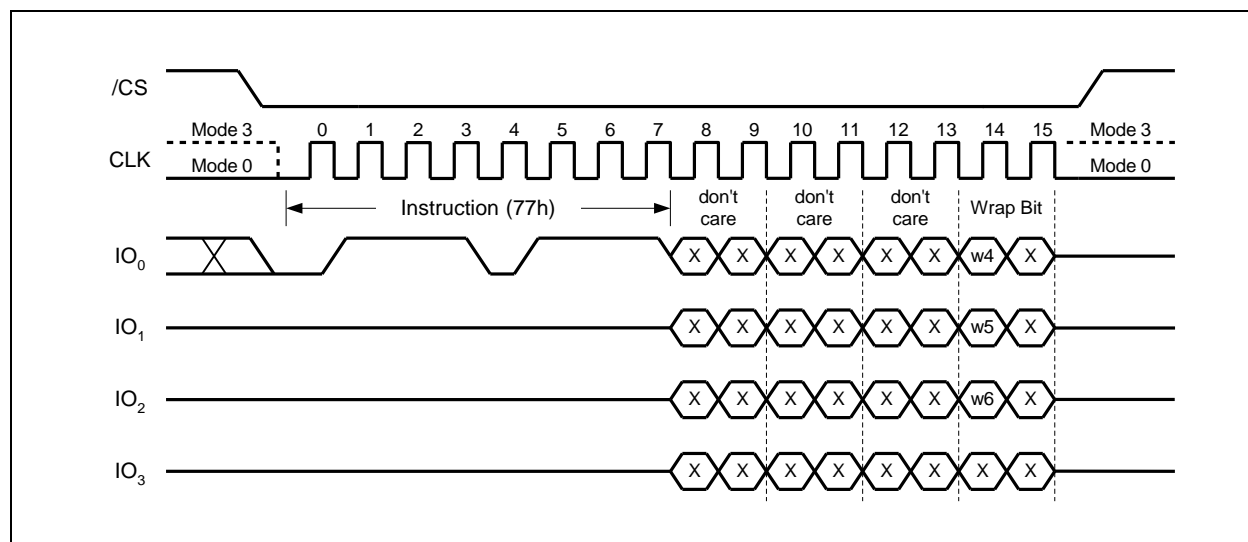 /CS
Mode 3 0 1 2 3 4 5 6 7 8 9 10 11 12 13 14 15 Mode 3
CLK Mode 0 Mode 0
Instruction (77h) don't care don't care don't care Wrap Bit
IO0 X X X X X X w4 X
IO1 X X X X X X w5 X
IO2 X X X X X X w6 X
IO3 X X X X X X X X